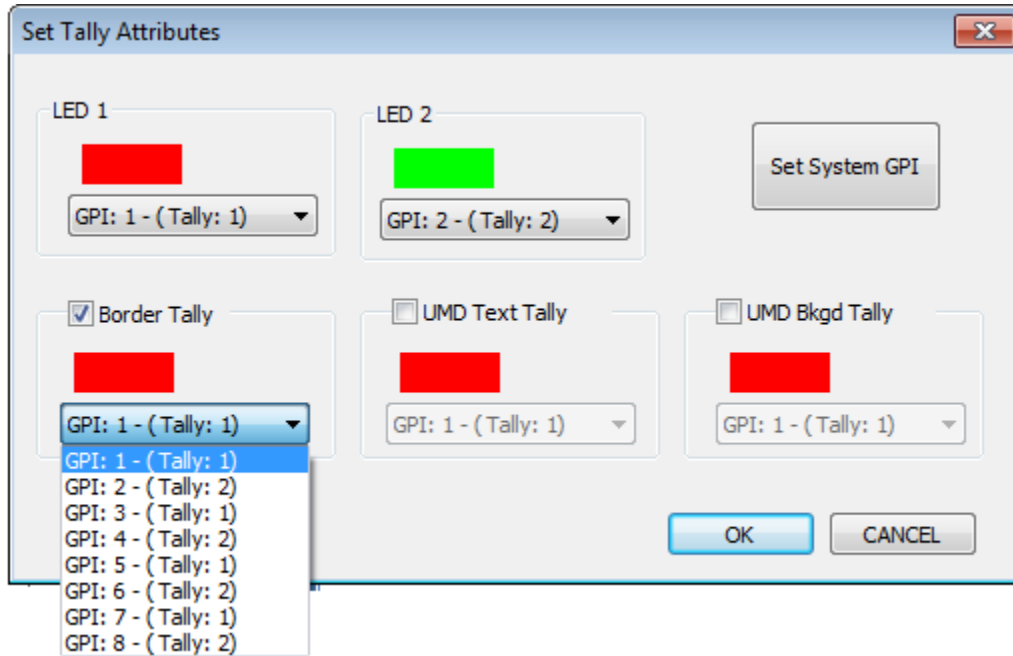 Set Tally Attributes
LED 1
LED 2
Set System GPI
GPI: 1 - ( Tally: 1)
GPI: 2 - ( Tally: 2)
Border Tally
UMD Text Tally
UMD Bkgd Tally
GPI: 1 - ( Tally: 1)
GPI: 1 - ( Tally: 1)
GPI: 1 - ( Tally: 1)
GPI: 1 - ( Tally: 1)
GPI: 2 - ( Tally: 2)
GPI: 3 - ( Tally: 1)
GPI: 4 - ( Tally: 2)
GPI: 5 - ( Tally: 1)
GPI: 6 - ( Tally: 2)
GPI: 7 - ( Tally: 1)
GPI: 8 - ( Tally: 2)
OK
CANCEL